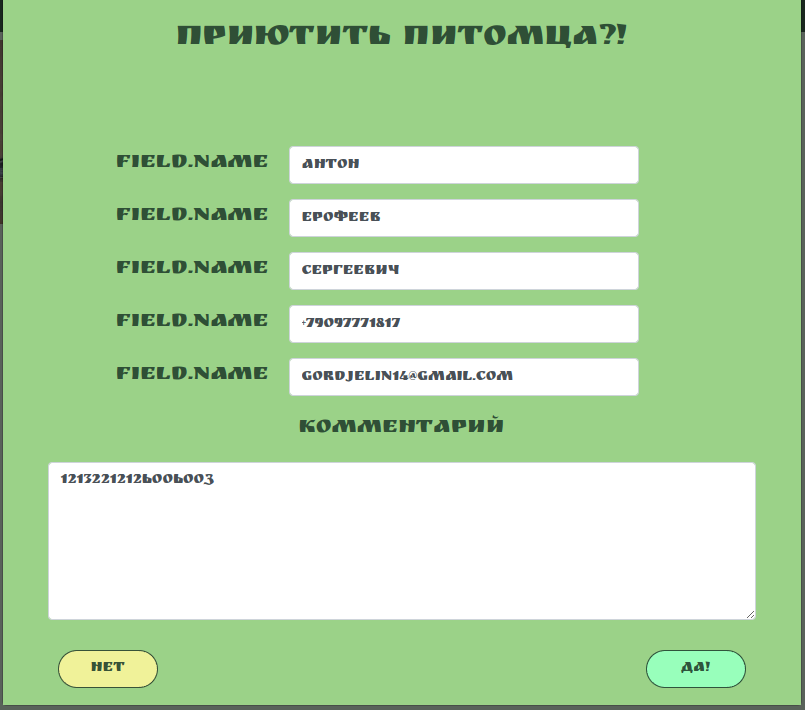 ПРИЮТИТЬ ПИТОМЦА?!
FIELD.NAME АНТОН
FIELD.NAME ЕРОФЕЕВ
FIELD.NAME СЕРГЕЕВИЧ
FIELD.NAME +79097771817
FIELD.NAME GORDJELIN14@GMAIL.COM
КОММЕНТАРИЙ
12132212126006003
НЕТ ДА!